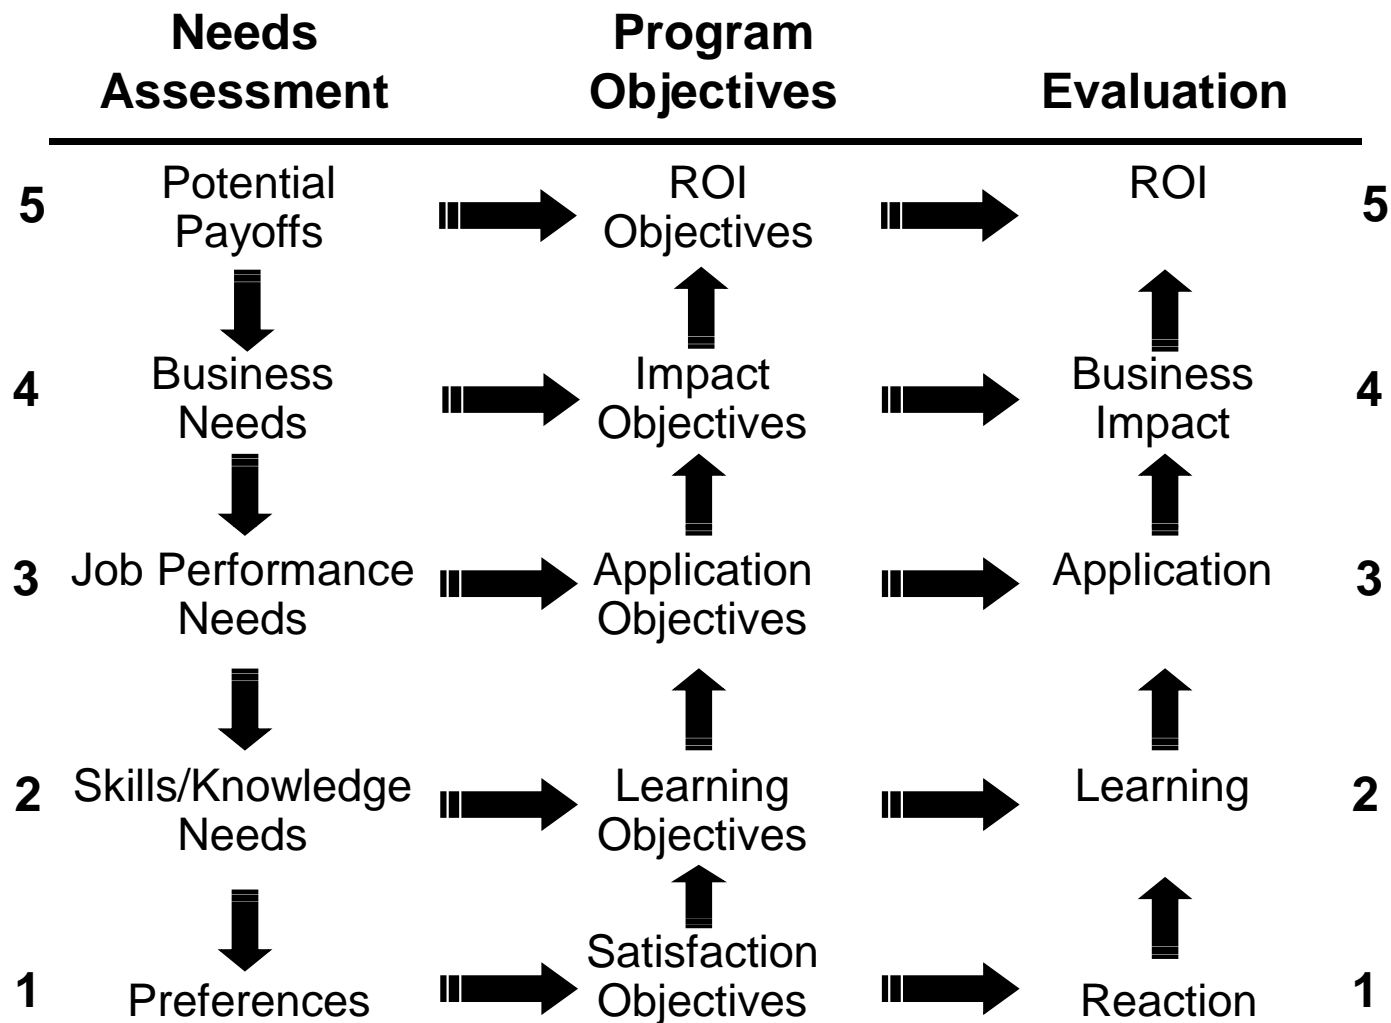 Needs Assessment
Program Objectives
Evaluation
5
Potential
Payoffs
ROI
Objectives
ROI
5
4
Business
Needs
Impact
Objectives
Business
Impact
4
3
Job Performance
Needs
Application
Objectives
Application
3
2
Skills/Knowledge
Needs
Learning
Objectives
Learning
2
1
Preferences
Satisfaction
Objectives
Reaction
1